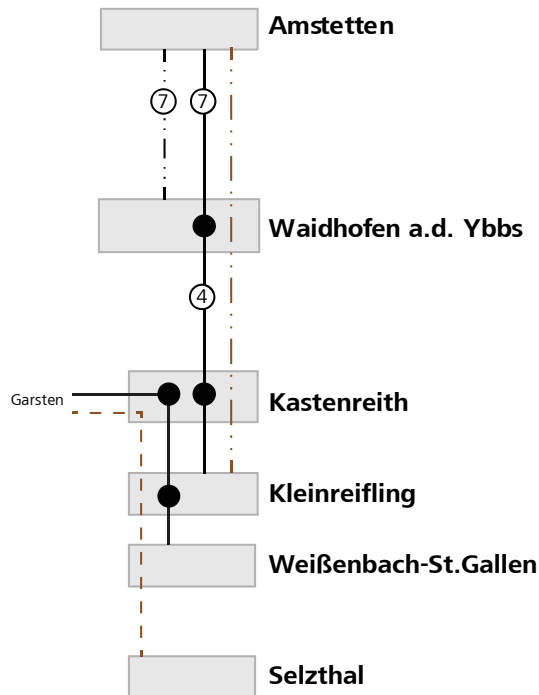 Amstetten
7 7
Waidhofen a.d. Ybbs
4
Garsten
Kastenreith
Kleinreifling
Weißenbach-St.Gallen
Selzthal